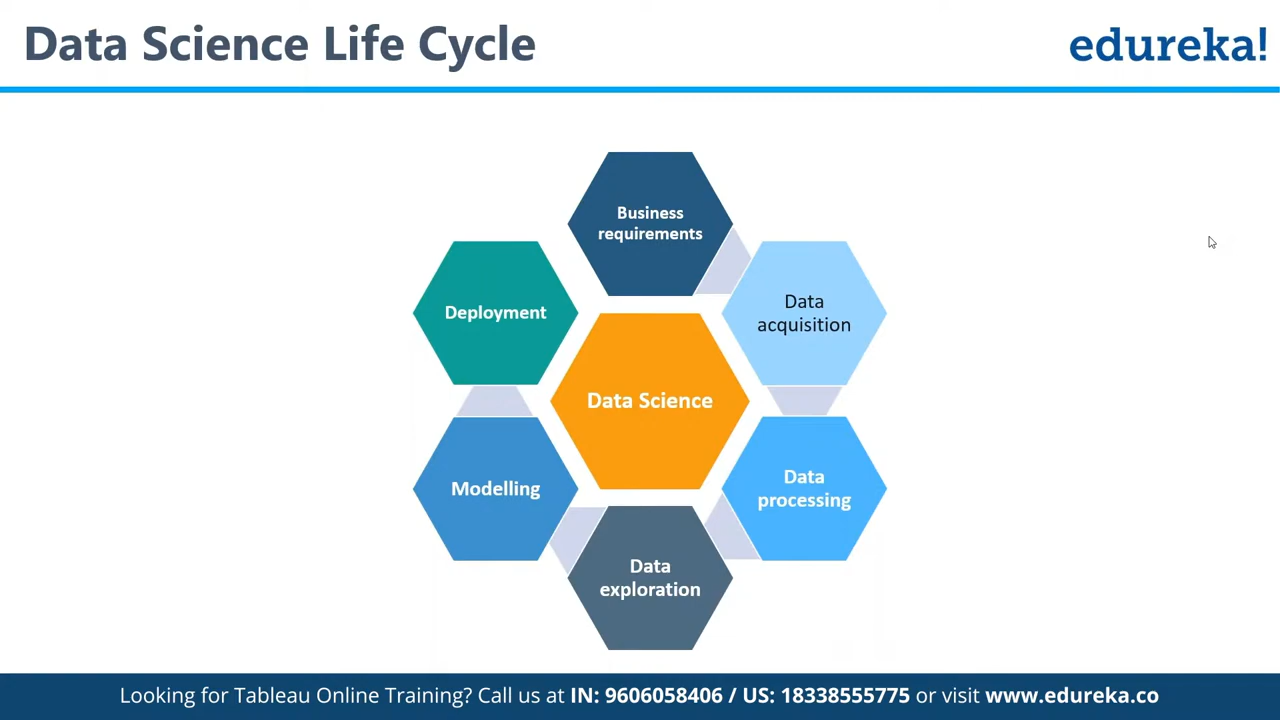 Data Science Life Cycle
edureka!
Business
requirements
Data
acquisition
Data
processing
Data
exploration
Modelling
Deployment
Data Science
Looking for Tableau Online Training? Call us at IN: 9606058406 / US: 18338555775 or visit www.edureka.co